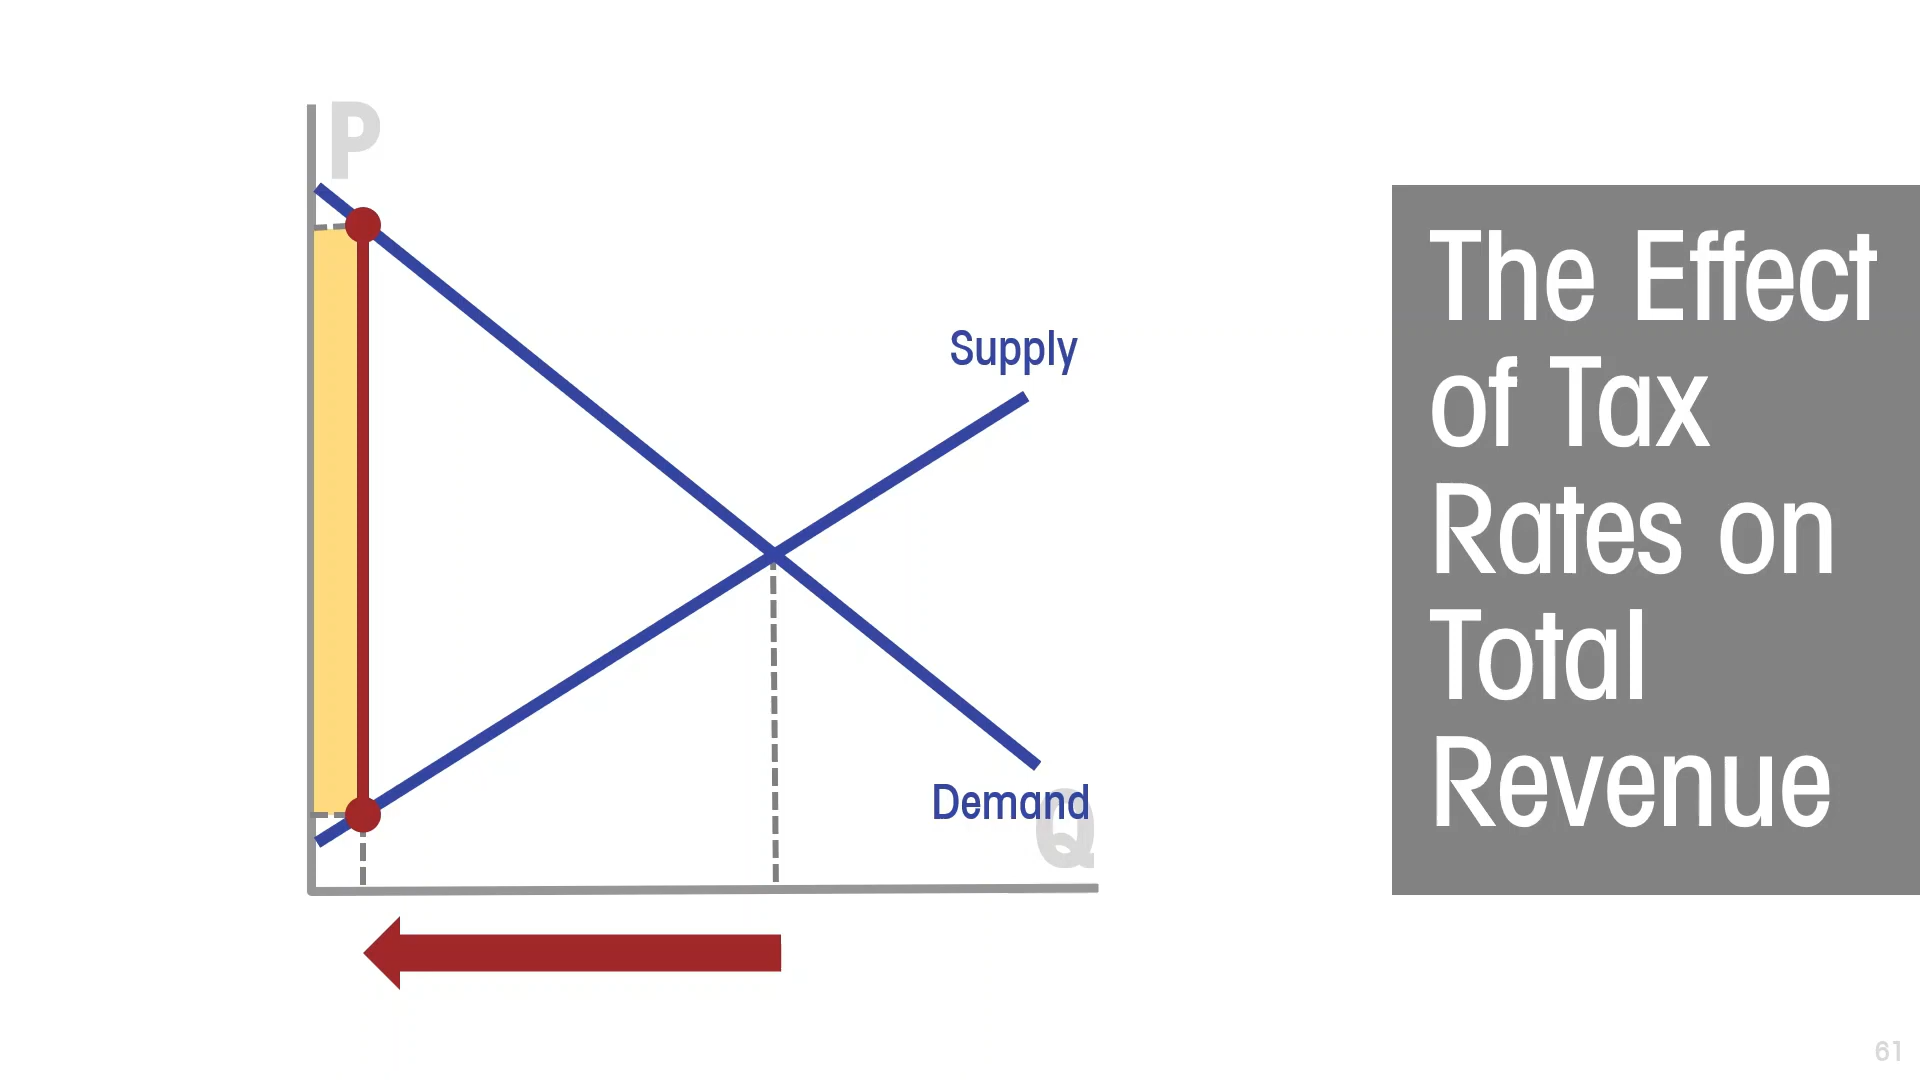 P
Supply
Demand
Q
The Effect
of Tax
Rates on
Total
Revenue
61